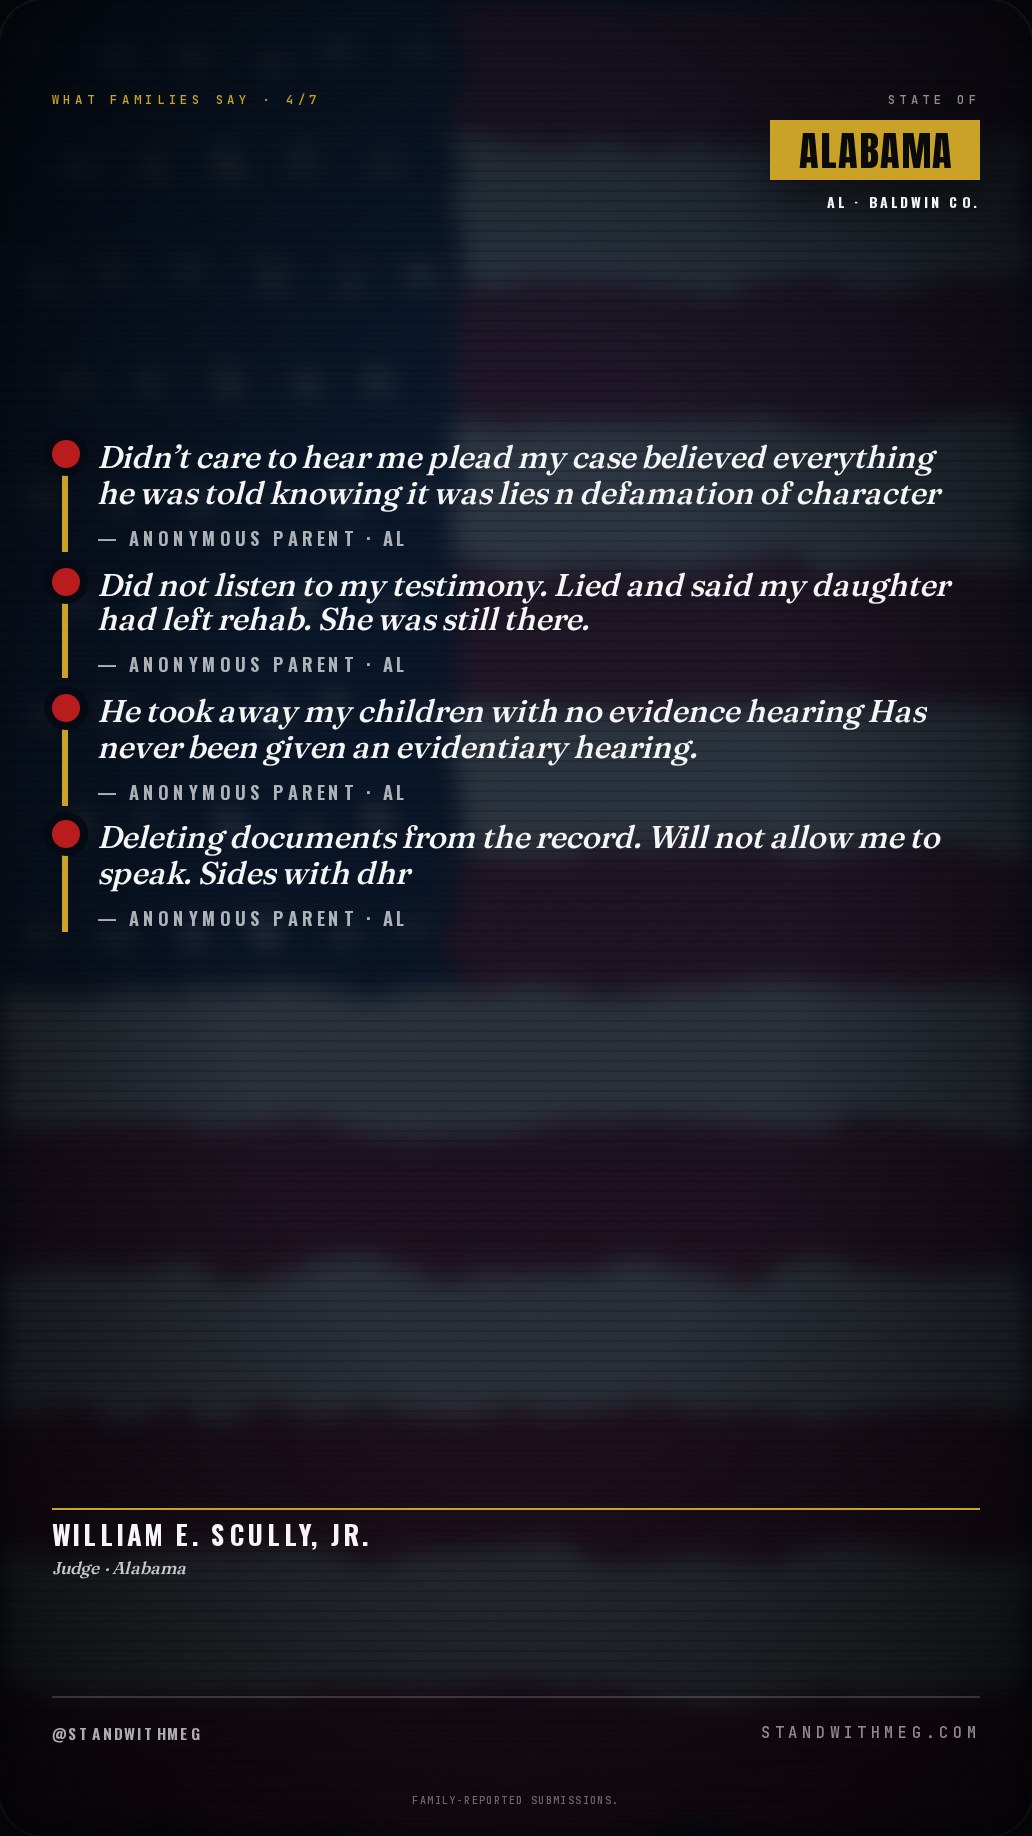 WHAT FAMILIES SAY · 4/7
STATE OF
ALABAMA
AL · BALDWIN CO.
Didn’t care to hear me plead my case believed everything
he was told knowing it was lies n defamation of character
— ANONYMOUS PARENT · AL
Did not listen to my testimony. Lied and said my daughter
had left rehab. She was still there.
— ANONYMOUS PARENT · AL
He took away my children with no evidence hearing Has
never been given an evidentiary hearing.
— ANONYMOUS PARENT · AL
Deleting documents from the record. Will not allow me to
speak. Sides with dhr
— ANONYMOUS PARENT · AL
WILLIAM E. SCULLY, JR.
Judge · Alabama
@STANDWITHMEG
STANDWITHMEG.COM
FAMILY-REPORTED SUBMISSIONS.